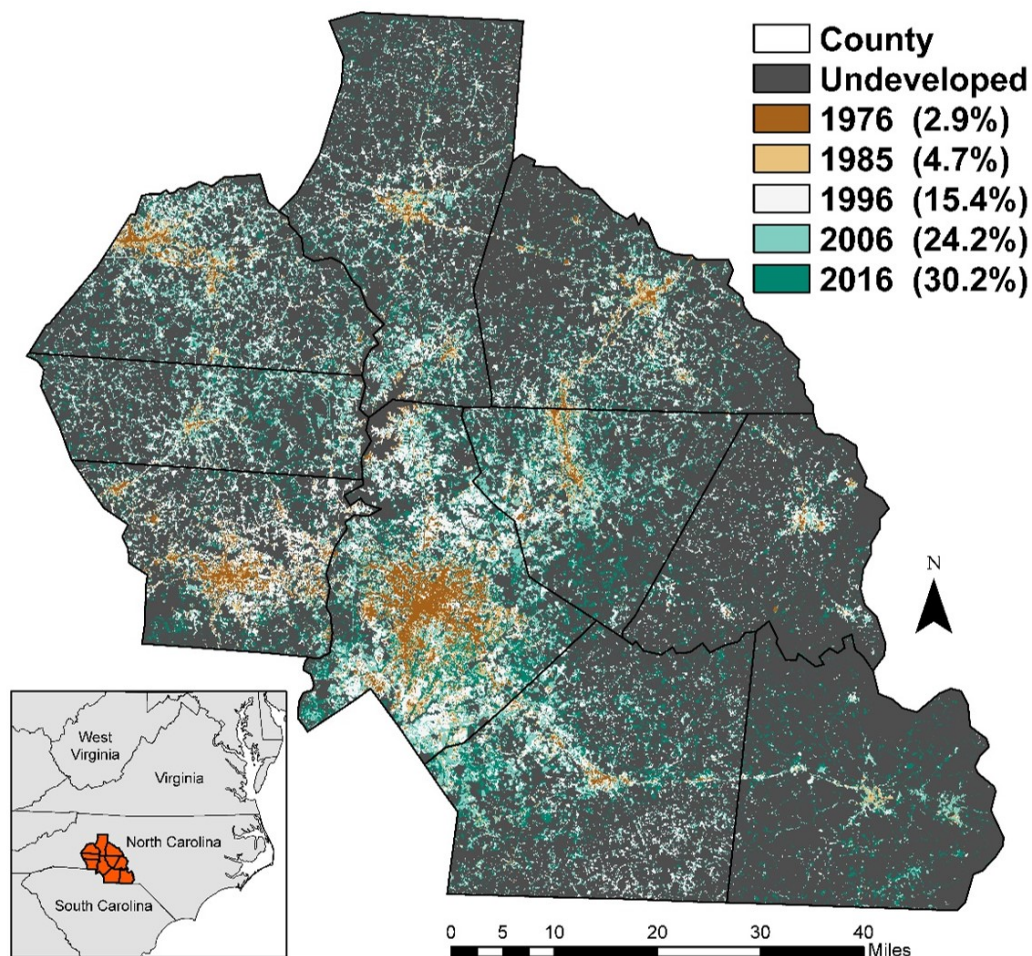 County
Undeveloped
1976 (2.9%)
1985 (4.7%)
1996 (15.4%)
2006 (24.2%)
2016 (30.2%)
N
West
Virginia
Virginia
North Carolina
South Carolina
0 5 10 20 30 40
Miles